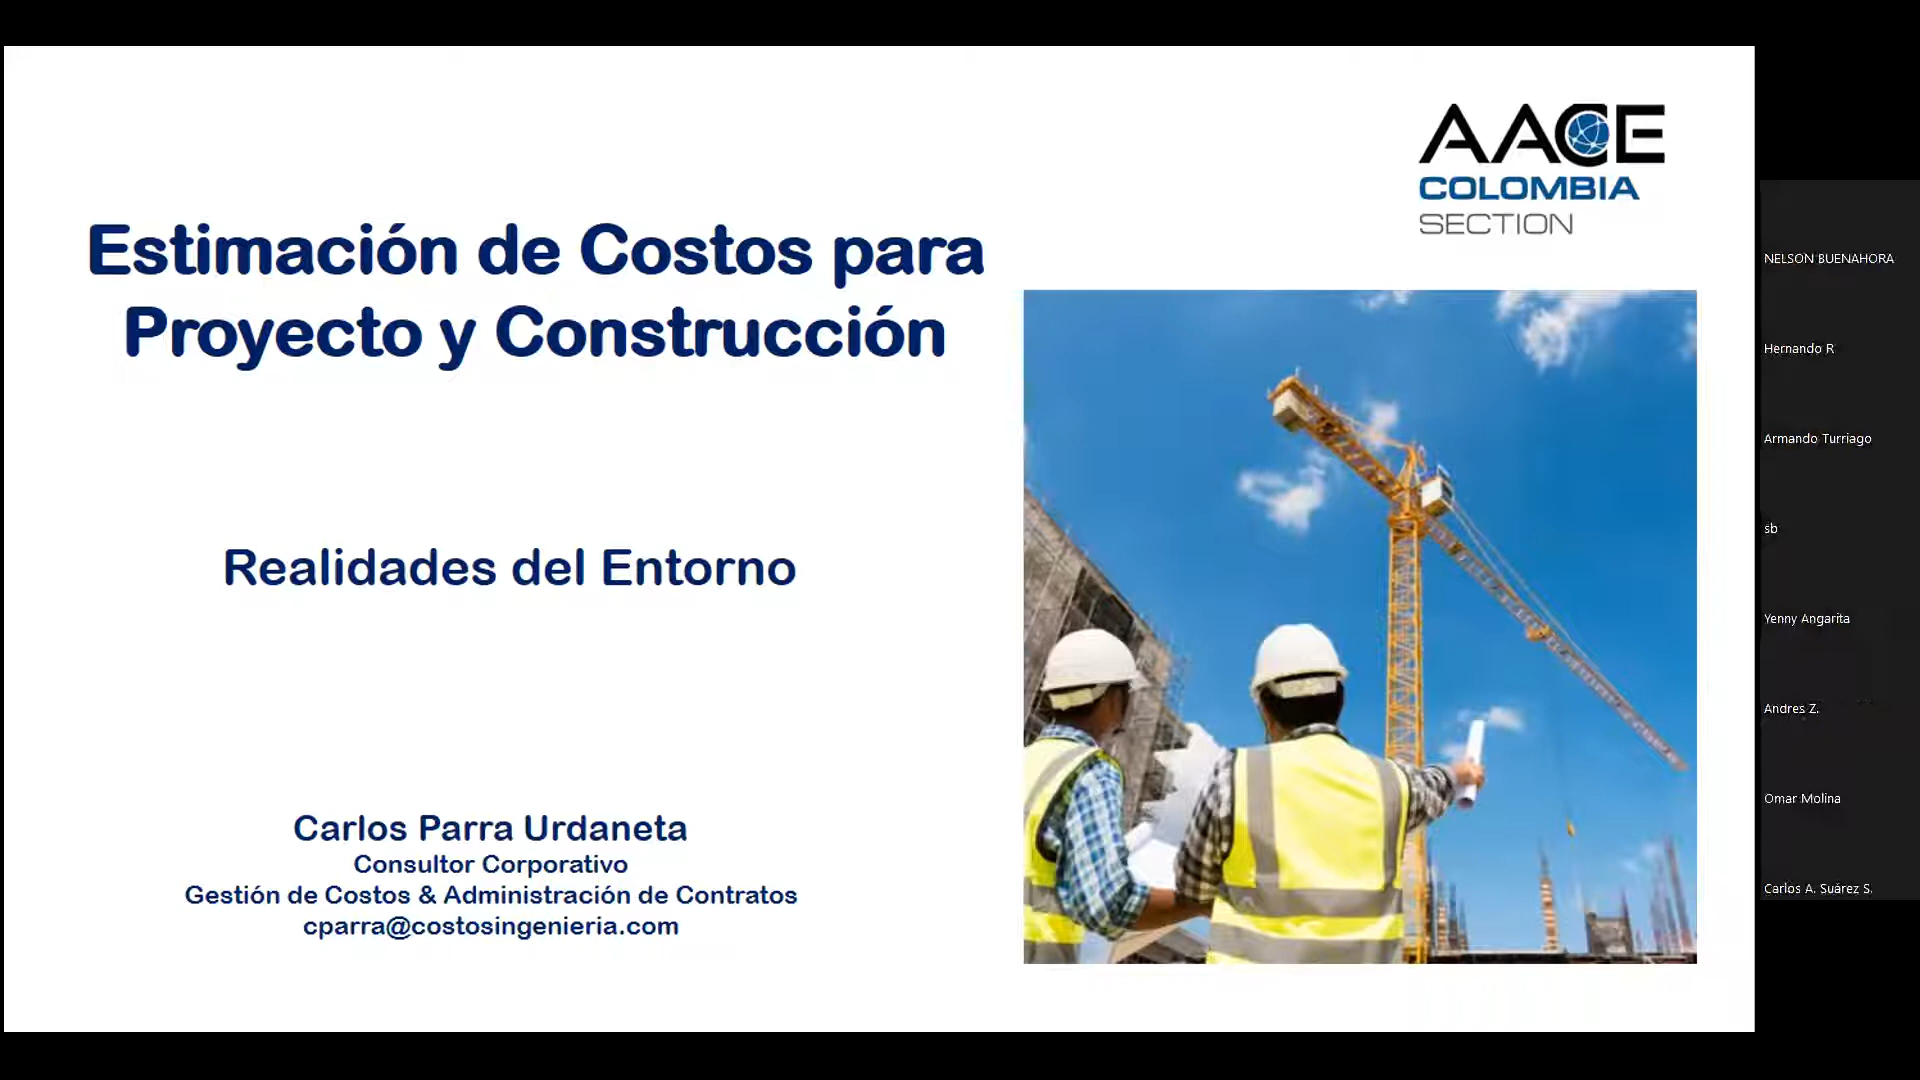 AACE
COLOMBIA
SECTION
Estimación de Costos para
Proyecto y Construcción
Realidades del Entorno
Carlos Parra Urdaneta
Consultor Corporativo
Gestión de Costos & Administración de Contratos
cparra@costosingenieria.com
NELSON BUENAHORA
Hernando R
Armando Turriago
sb
Yenny Angarita
Andres Z.
Omar Molina
Carlos A. Suárez S.